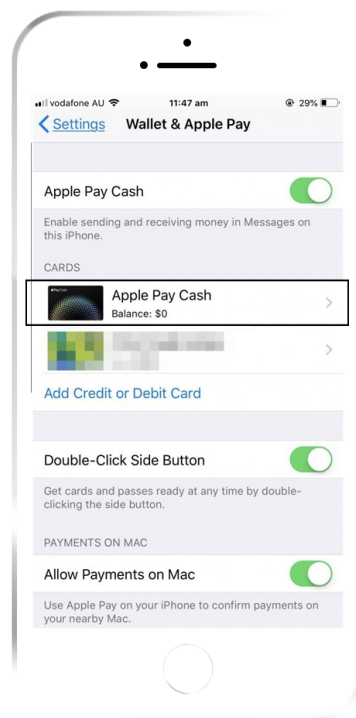 vodafone AU 11:47 am 29%
Settings Wallet & Apple Pay
Apple Pay Cash
Enable sending and receiving money in Messages on
this iPhone.
CARDS
Apple Pay Cash
Balance: $0
Add Credit or Debit Card
Double-Click Side Button
Get cards and passes ready at any time by double-
clicking the side button.
PAYMENTS ON MAC
Allow Payments on Mac
Use Apple Pay on your iPhone to confirm payments on
your nearby Mac.